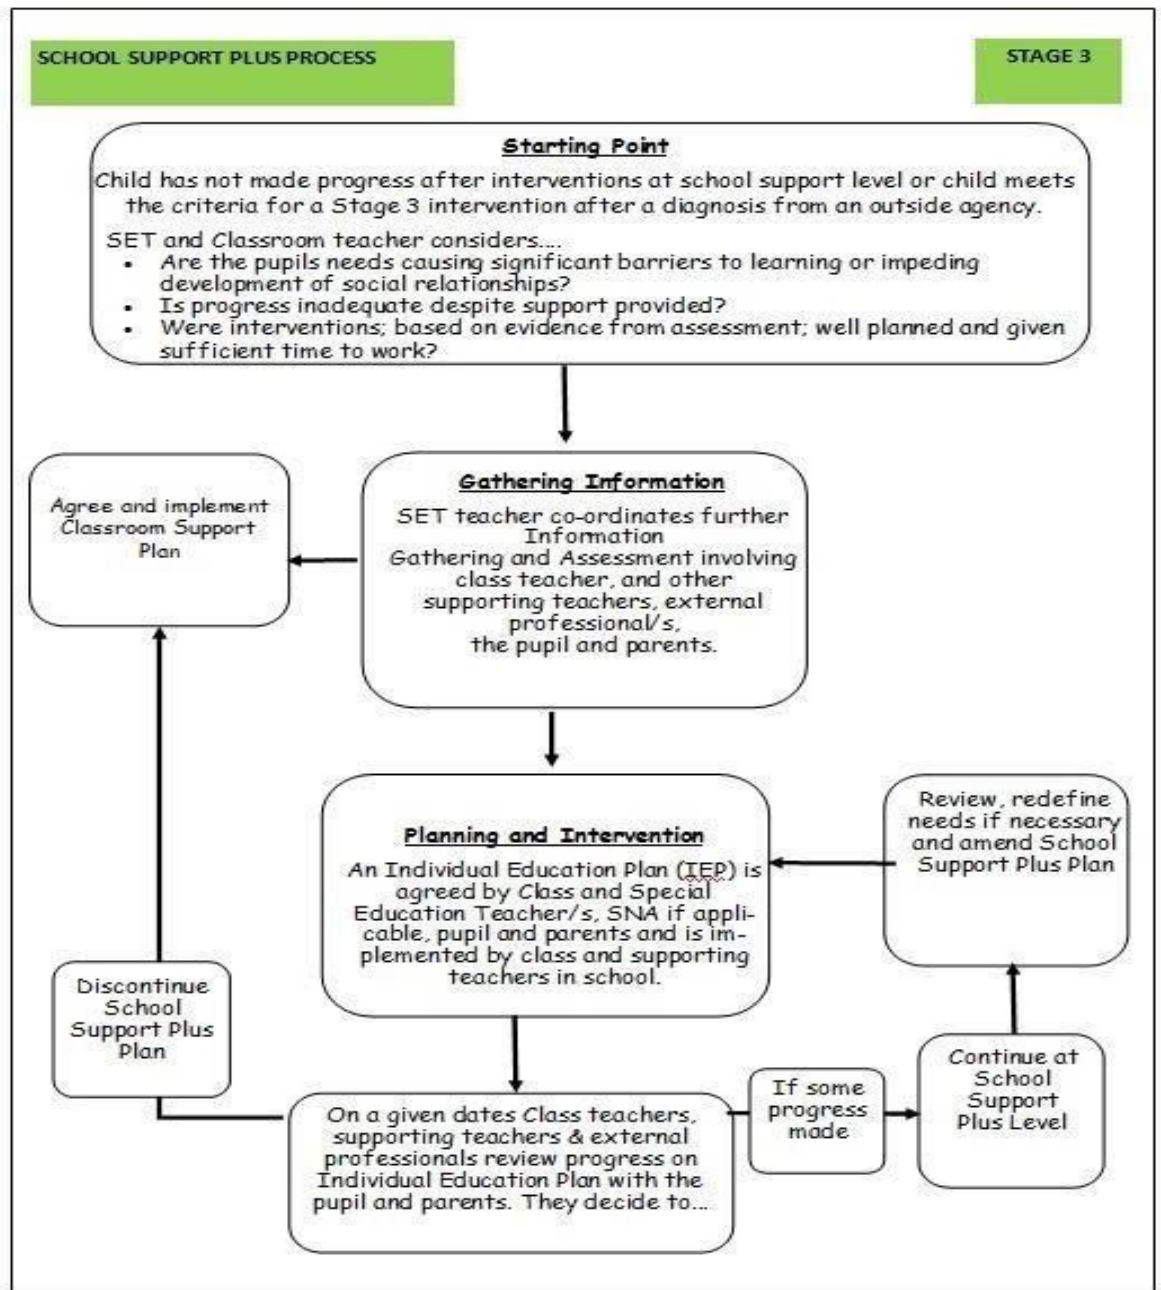 SCHOOL SUPPORT PLUS PROCESS
STAGE 3
Starting Point
Child has not made progress after interventions at school support level or child meets
the criteria for a Stage 3 intervention after a diagnosis from an outside agency.
SET and Classroom teacher considers....
• Are the pupils needs causing significant barriers to learning or impeding
development of social relationships?
• Is progress inadequate despite support provided?
• Were interventions; based on evidence from assessment; well planned and given
sufficient time to work?
Agree and implement
Classroom Support
Plan
Gathering Information
SET teacher co-ordinates further
Information
Gathering and Assessment involving
class teacher, and other
supporting teachers, external
professional/s,
the pupil and parents.
Planning and Intervention
An Individual Education Plan (IEP) is
agreed by Class and Special
Education Teacher/s, SNA if appli-
cable, pupil and parents and is im-
plemented by class and supporting
teachers in school.
Review, redefine
needs if necessary
and amend School
Support Plus Plan
Discontinue
School
Support Plus
Plan
On a given dates Class teachers,
supporting teachers & external
professionals review progress on
Individual Education Plan with the
pupil and parents. They decide to...
If some
progress
made
Continue at
School
Support
Plus Level